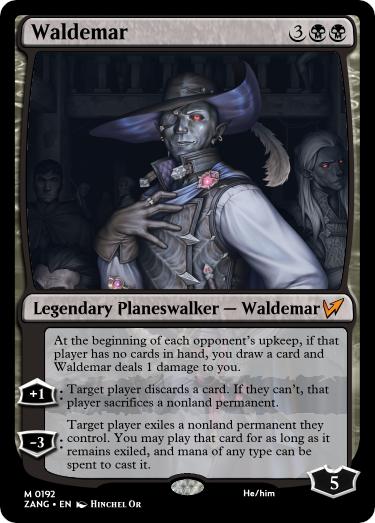 Waldemar 3
Legendary Planeswalker — Waldemar
At the beginning of each opponent's upkeep, if that
player has no cards in hand, you draw a card and
Waldemar deals 1 damage to you.
+1: Target player discards a card. If they can't, that
player sacrifices a nonland permanent.
Target player exiles a nonland permanent they
-3: control. You may play that card for as long as it
remains exiled, and mana of any type can be
spent to cast it.
5
M 0192 He/him
ZANG • EN Hinchel Or